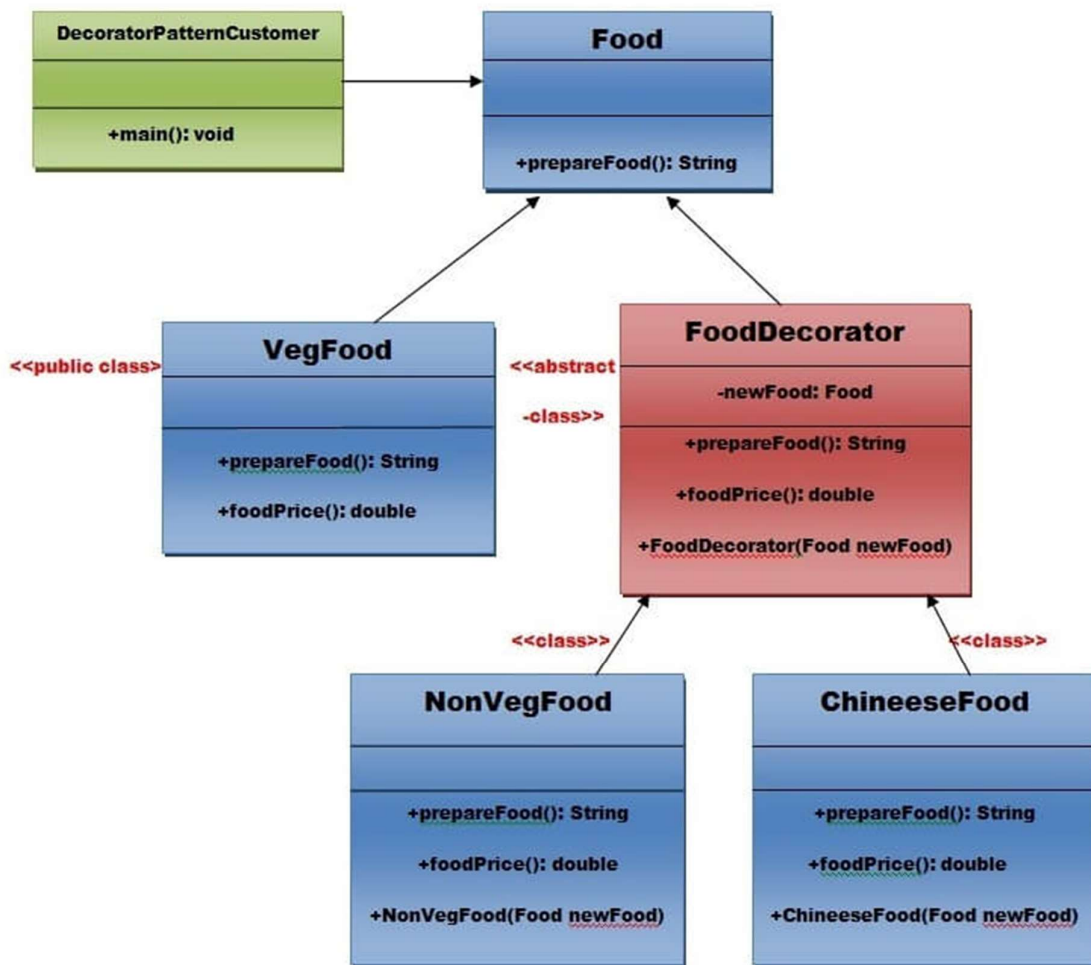 DecoratorPatternCustomer
+main(): void
Food
+prepareFood(): String
<<public class>
VegFood
+prepareFood(): String
+foodPrice(): double
<<abstract
-class>>
FoodDecorator
-newFood: Food
+prepareFood(): String
+foodPrice(): double
+FoodDecorator(Food newFood)
<<class>>
NonVegFood
+prepareFood(): String
+foodPrice(): double
+NonVegFood(Food newFood)
<<class>>
ChineeseFood
+prepareFood(): String
+foodPrice(): double
+ChineeseFood(Food newFood)